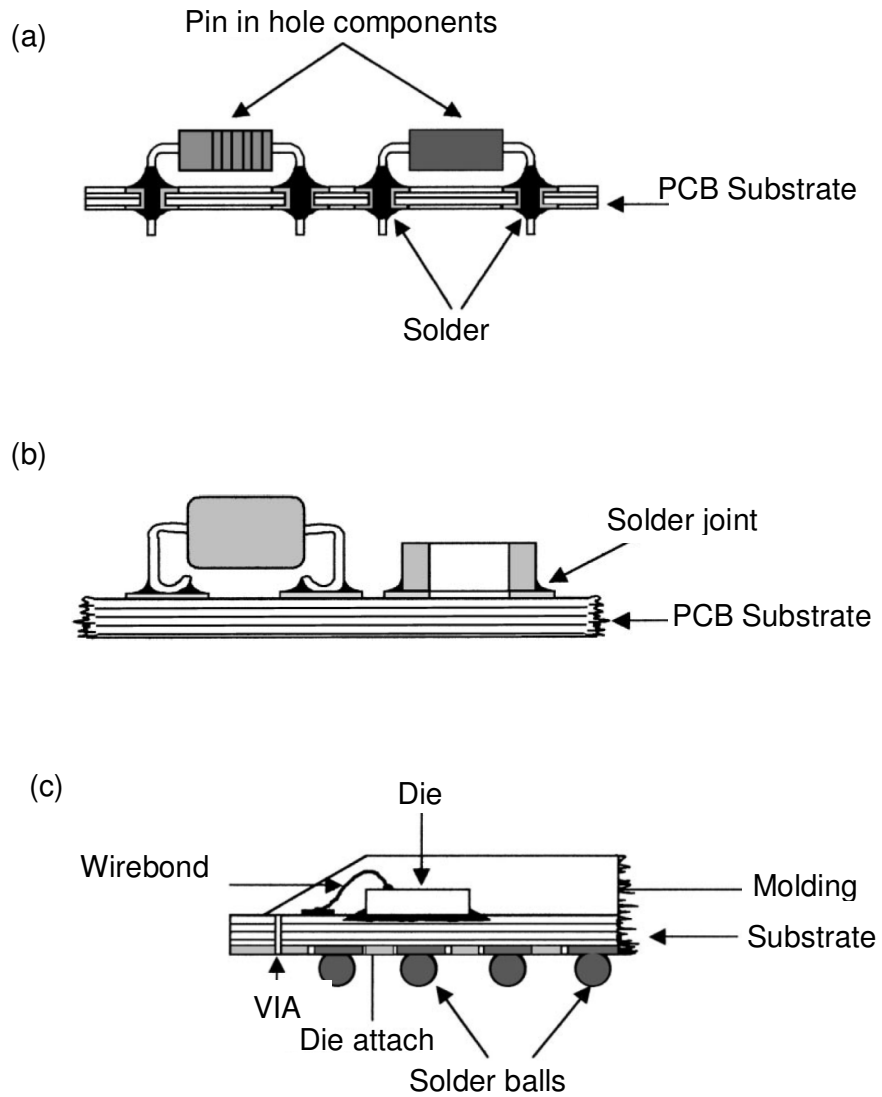 (a)
Pin in hole components
PCB Substrate
Solder
(b)
Solder joint
PCB Substrate
(c)
Die
Wirebond
Molding
Substrate
VIA
Die attach
Solder balls